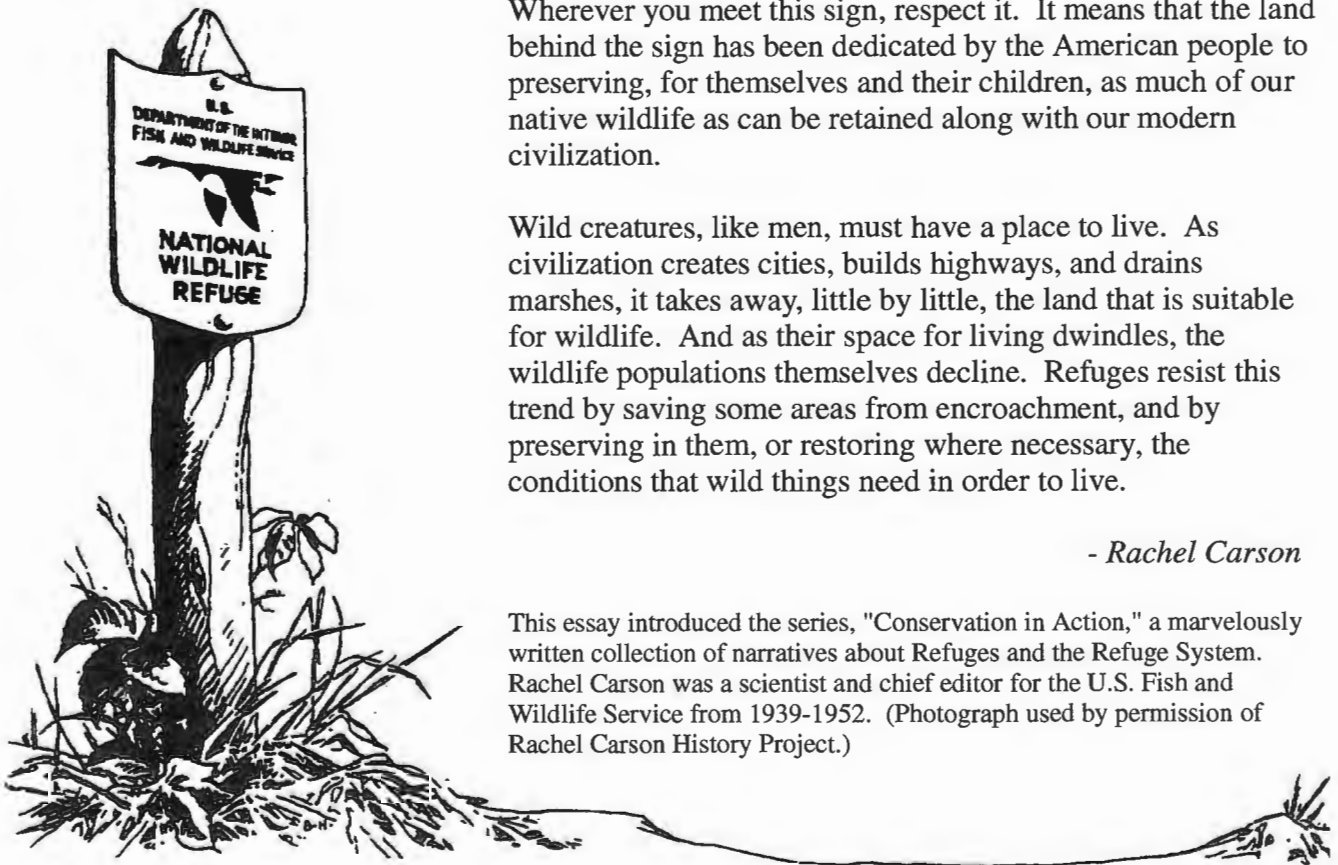 U.S.
DEPARTMENT OF THE INTERIOR
FISH AND WILDLIFE SERVICE
NATIONAL
WILDLIFE
REFUGE
Wherever you meet this sign, respect it. It means that the land
behind the sign has been dedicated by the American people to
preserving, for themselves and their children, as much of our
native wildlife as can be retained along with our modern
civilization.
Wild creatures, like men, must have a place to live. As
civilization creates cities, builds highways, and drains
marshes, it takes away, little by little, the land that is suitable
for wildlife. And as their space for living dwindles, the
wildlife populations themselves decline. Refuges resist this
trend by saving some areas from encroachment, and by
preserving in them, or restoring where necessary, the
conditions that wild things need in order to live.
- Rachel Carson
This essay introduced the series, "Conservation in Action," a marvelously
written collection of narratives about Refuges and the Refuge System.
Rachel Carson was a scientist and chief editor for the U.S. Fish and
Wildlife Service from 1939-1952. (Photograph used by permission of
Rachel Carson History Project.)